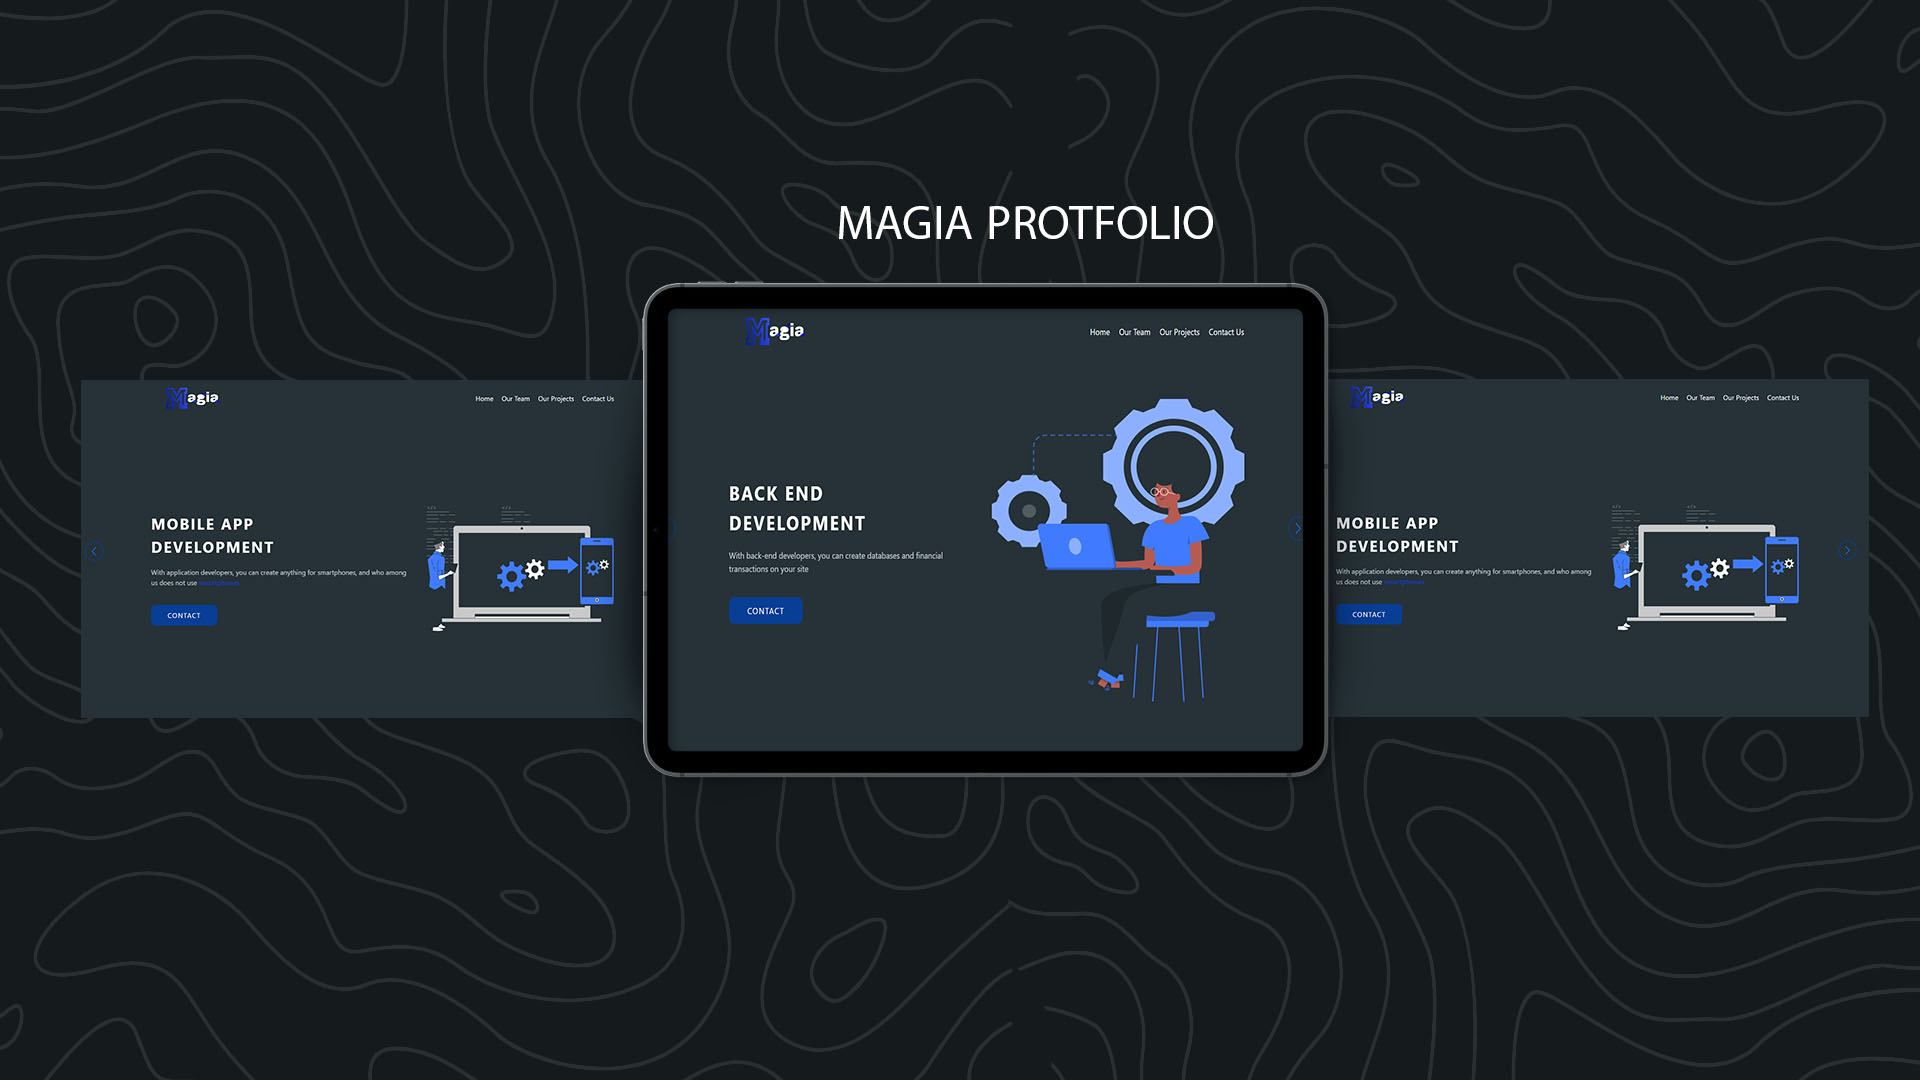 MAGIA PROTFOLIO
Magia
Home Our Team Our Projects Contact Us
MOBILE APP
DEVELOPMENT
With application developers, you can create anything for smartphones, and who among
us does not use smartphones
CONTACT
Magia
Home Our Team Our Projects Contact Us
BACK END
DEVELOPMENT
With back-end developers, you can create databases and financial
transactions on your site
CONTACT
Magia
Home Our Team Our Projects Contact Us
MOBILE APP
DEVELOPMENT
With application developers, you can create anything for smartphones, and who among
us does not use smartphones
CONTACT